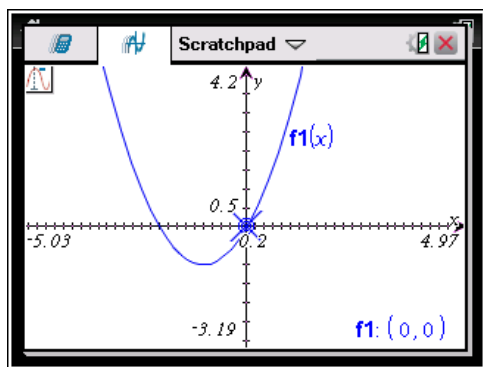 Scratchpad
4.2 y
f1(x)
0.5
x
-5.03 0.2 4.97
-3.19
f1: (0,0)